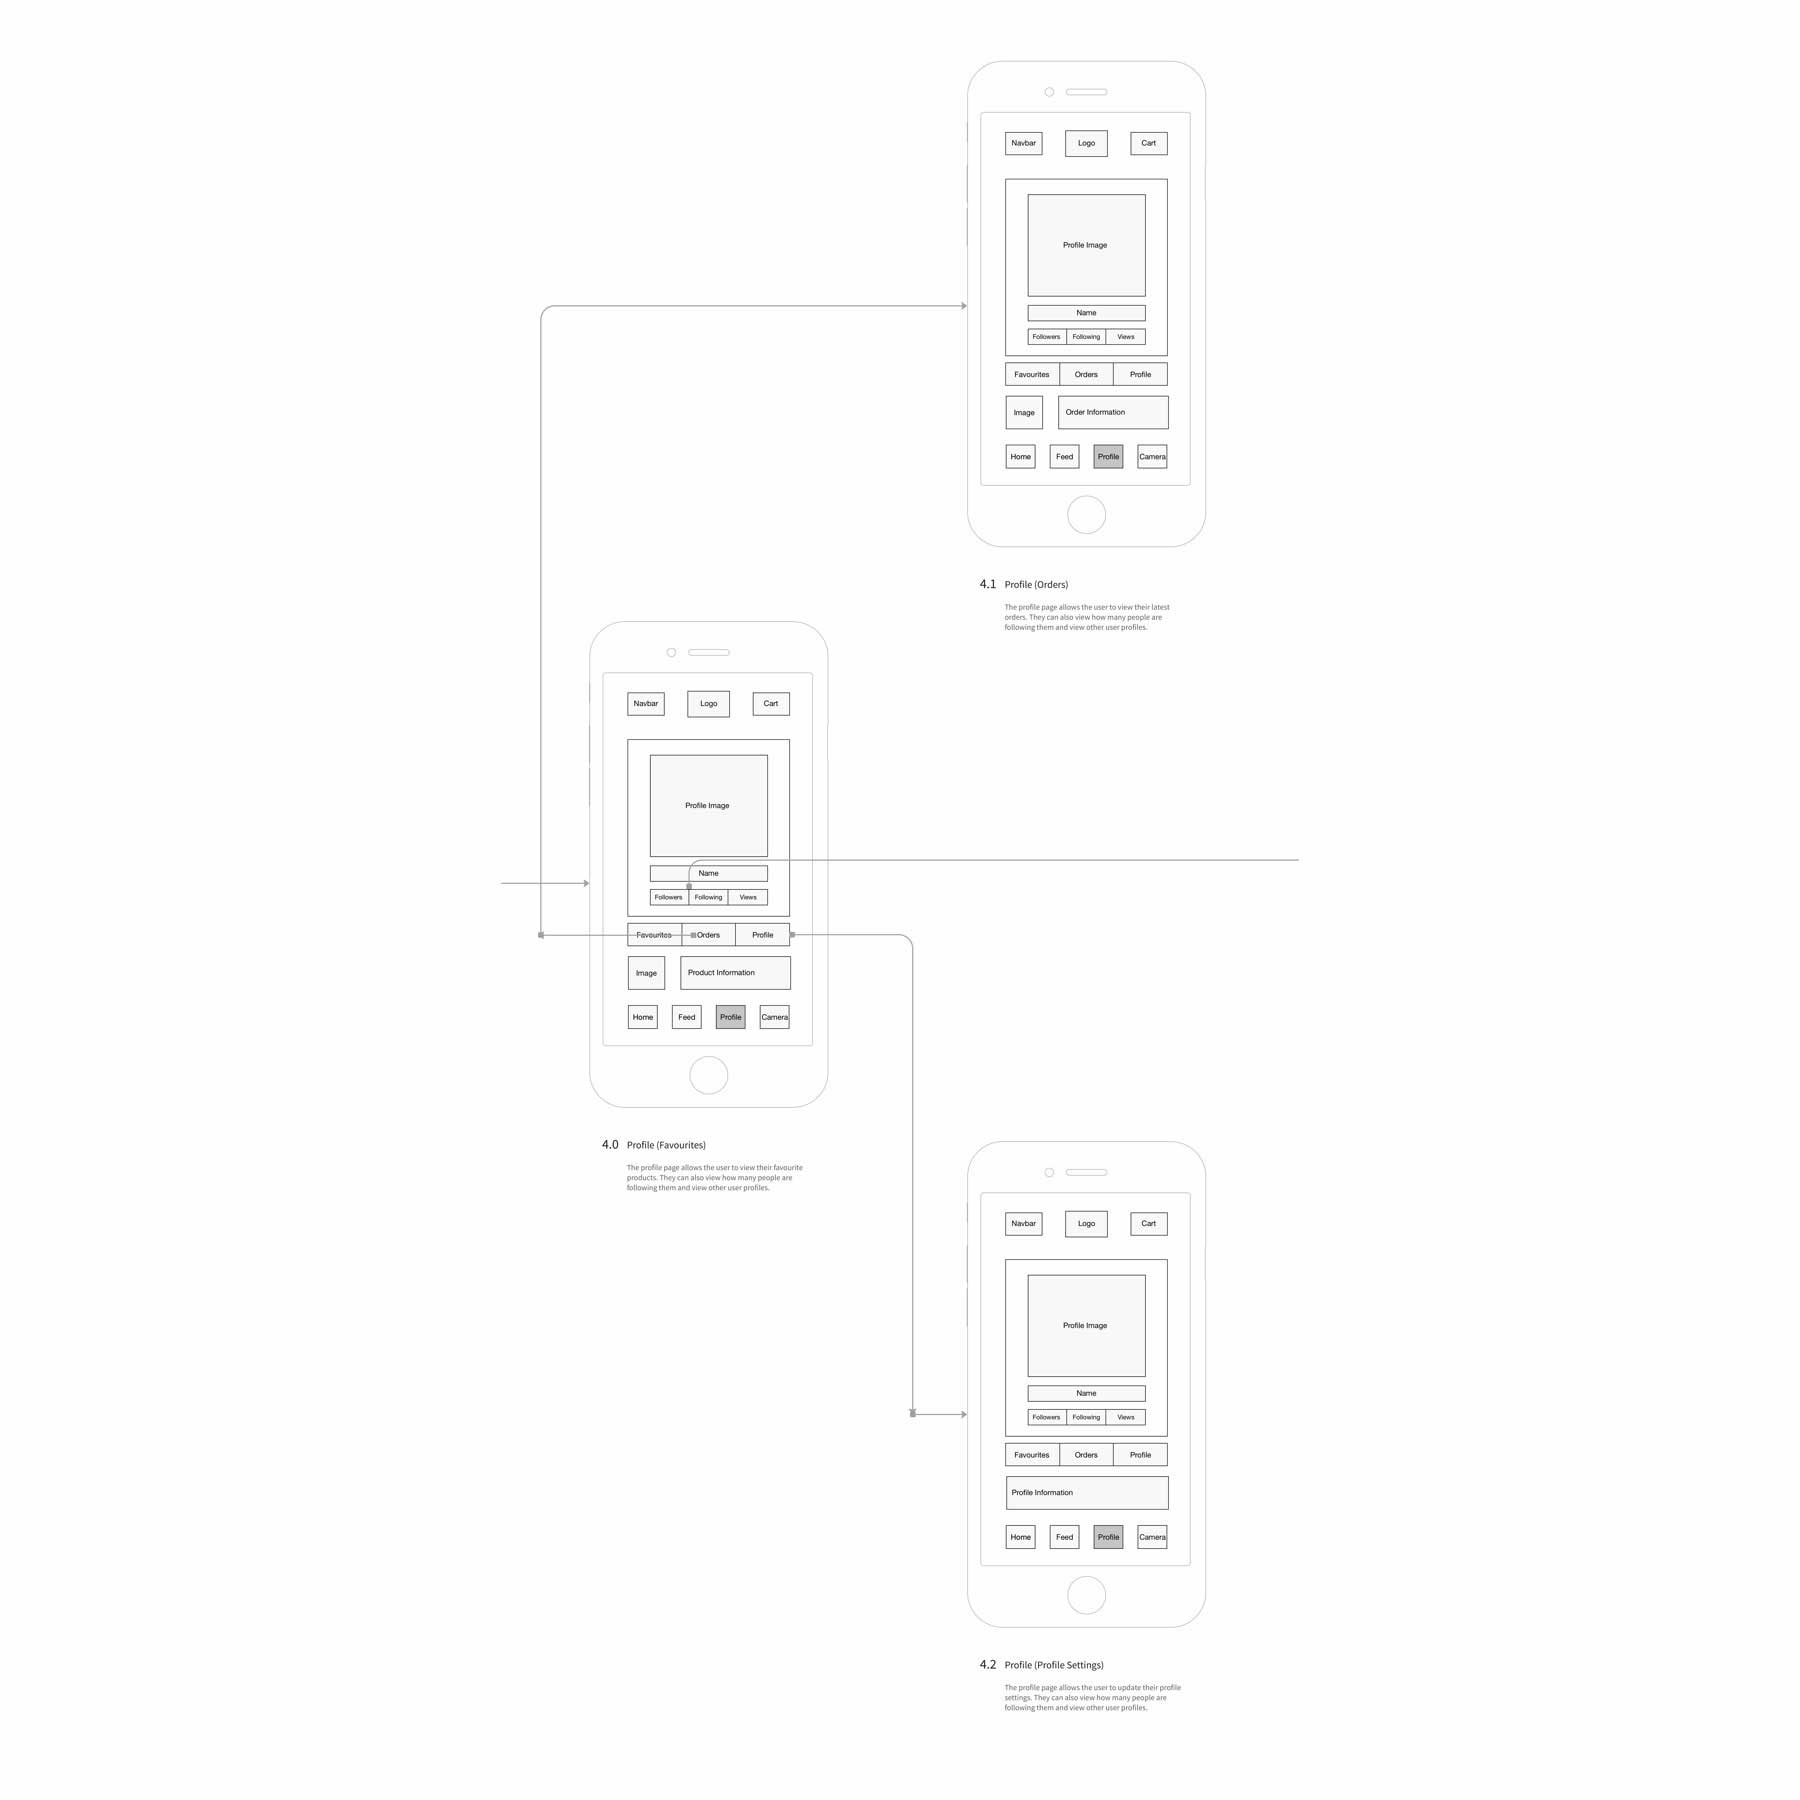 Navbar
Logo
Cart
Profile Image
Name
Followers
Following
Views
Favourites
Orders
Profile
Image
Order Information
Home
Feed
Profile
Camera
4.1 Profile (Orders)
The profile page allows the user to view their latest
orders. They can also view how many people are
following them and view other user profiles.
Navbar
Logo
Cart
Profile Image
Name
Followers
Following
Views
Favourites
Orders
Profile
Image
Product Information
Home
Feed
Profile
Camera
4.0 Profile (Favourites)
The profile page allows the user to view their favourite
products. They can also view how many people are
following them and view other user profiles.
Navbar
Logo
Cart
Profile Image
Name
Followers
Following
Views
Favourites
Orders
Profile
Profile Information
Home
Feed
Profile
Camera
4.2 Profile (Profile Settings)
The profile page allows the user to update their profile
settings. They can also view how many people are
following them and view other user profiles.